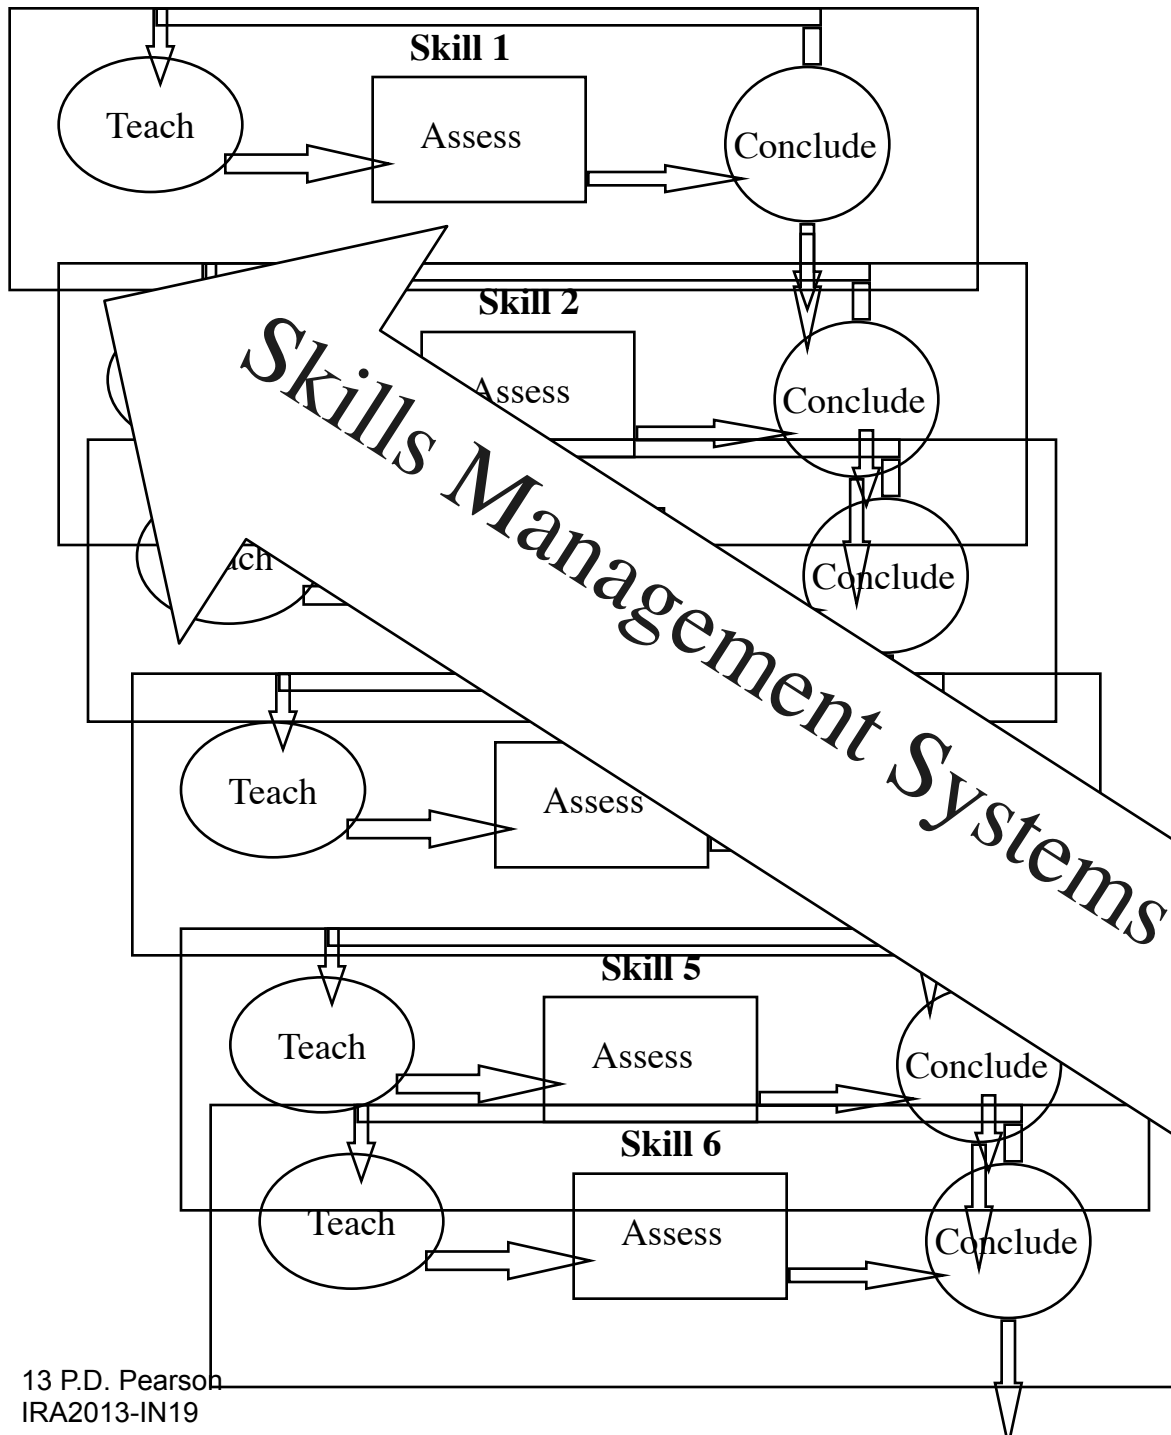 Skill 1
Teach
Assess
Conclude
Skill 2
Assess
Conclude
Skills Management Systems
ach
Conclude
Teach
Assess
Skill 5
Teach
Assess
Conclude
Skill 6
Teach
Assess
Conclude
13 P.D. Pearson
IRA2013-IN19